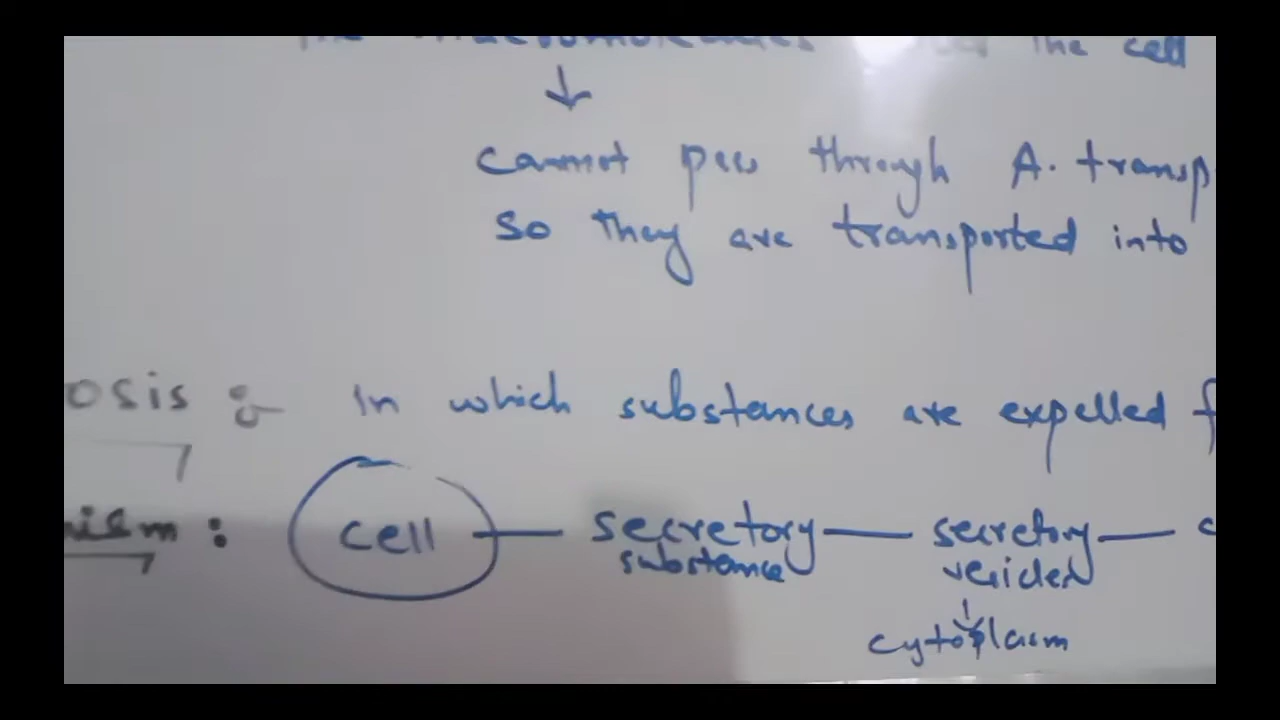 the cell
cannot pass through A. transp
so they are transported into
osis :- In which substances are expelled f
nism : cell — secretory — secretory — c
substance vesicles
cytoplasm